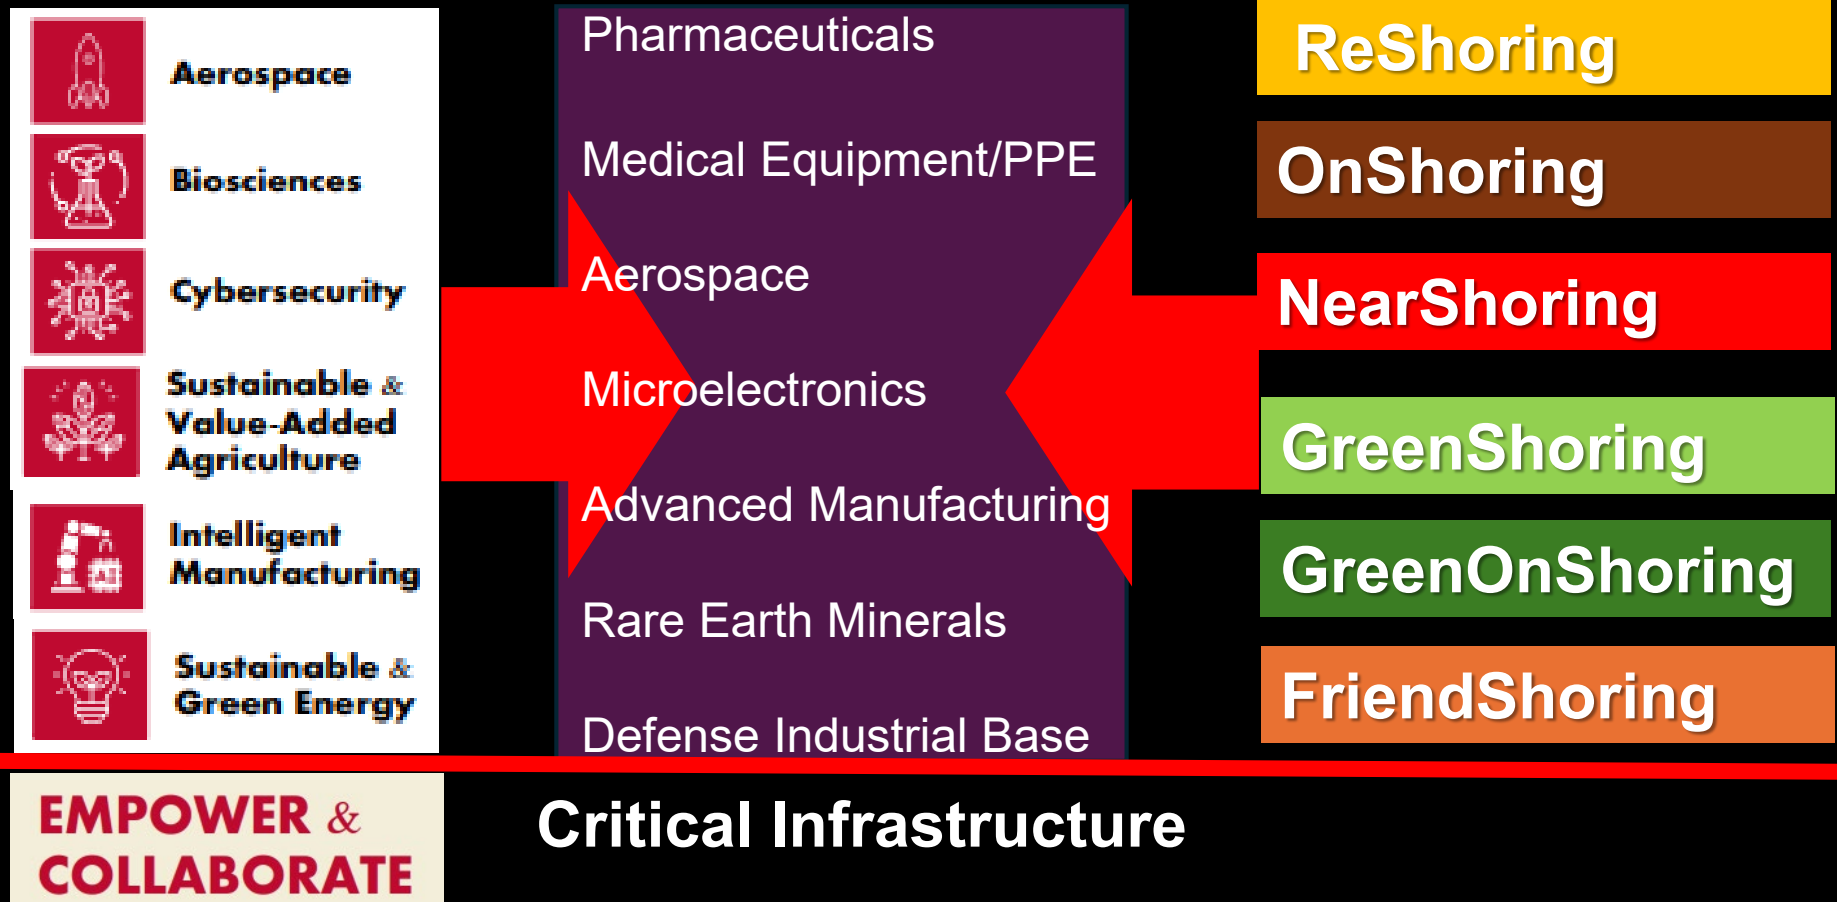 Aerospace
Biosciences
Cybersecurity
Sustainable &
Value-Added
Agriculture
Intelligent
Manufacturing
AI
Sustainable &
Green Energy
EMPOWER &
COLLABORATE
Pharmaceuticals
Medical Equipment/PPE
Aerospace
Microelectronics
Advanced Manufacturing
Rare Earth Minerals
Defense Industrial Base
Critical Infrastructure
ReShoring
OnShoring
NearShoring
GreenShoring
GreenOnShoring
FriendShoring